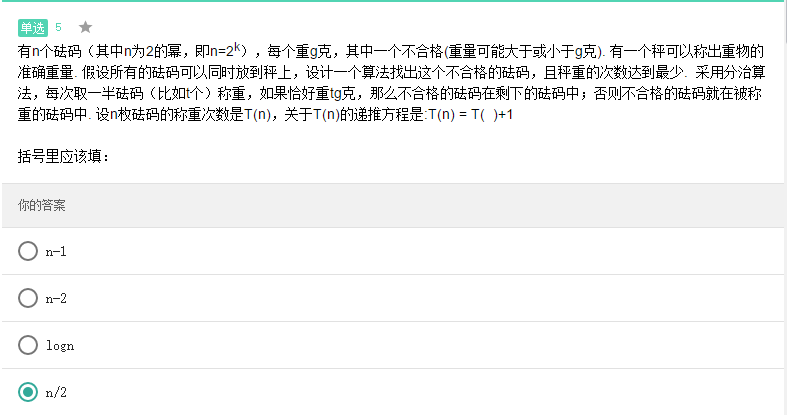 单选 5
有n个砝码（其中n为2的幂，即n=2^k），每个重g克，其中一个不合格(重量可能大于或小于g克). 有一个秤可以称出重物的
准确重量. 假设所有的砝码可以同时放到秤上，设计一个算法找出这个不合格的砝码，且秤重的次数达到最少. 采用分治算
法，每次取一半砝码（比如t个）称重，如果恰好重tg克，那么不合格的砝码在剩下的砝码中；否则不合格的砝码就在被称
重的砝码中. 设n枚砝码的称重次数是T(n)，关于T(n)的递推方程是:T(n) = T( )+1
括号里应该填：
你的答案
n-1
n-2
logn
n/2